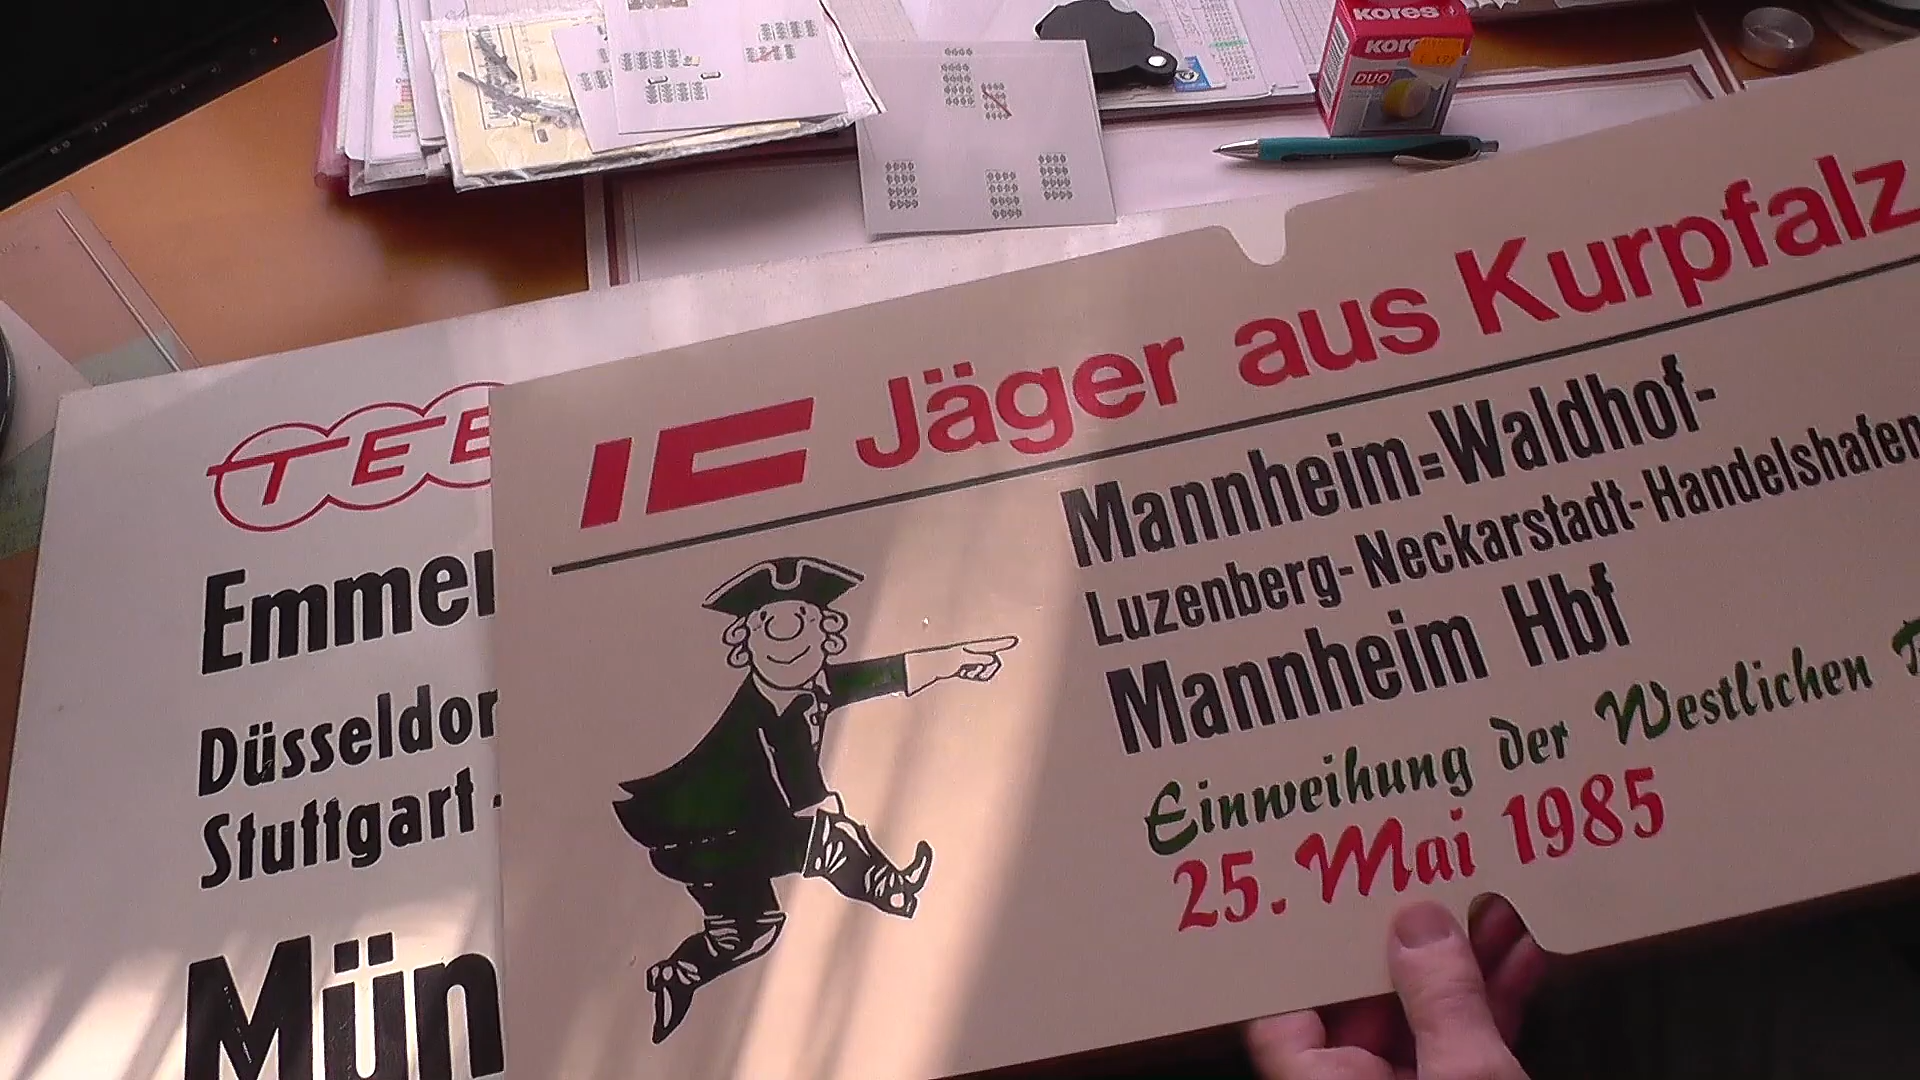 Kores
Kores
DUO
TEE
IC Jäger aus Kurpfalz
Mannheim=Waldhof-
Luzenberg-Neckarstadt-Handelshafen
Mannheim Hbf
Einweihung der Westlichen
25. Mai 1985
Emmer
Düsseldor
Stuttgart-
Mün